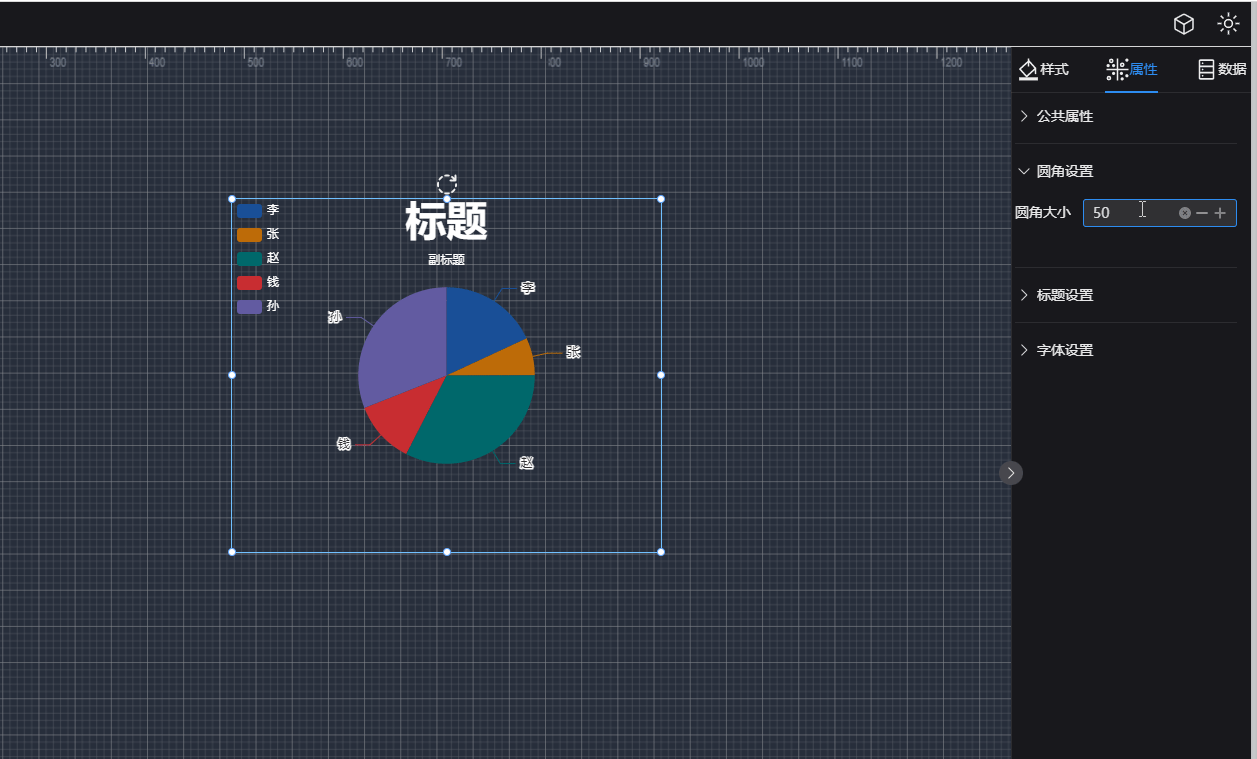 300 400 500 600 700 800 900 1000 1100 1200
样式 属性 数据
公共属性
圆角设置
圆角大小 50
标题设置
字体设置
标题
副标题
李
张
赵
钱
孙
李
张
赵
钱
孙